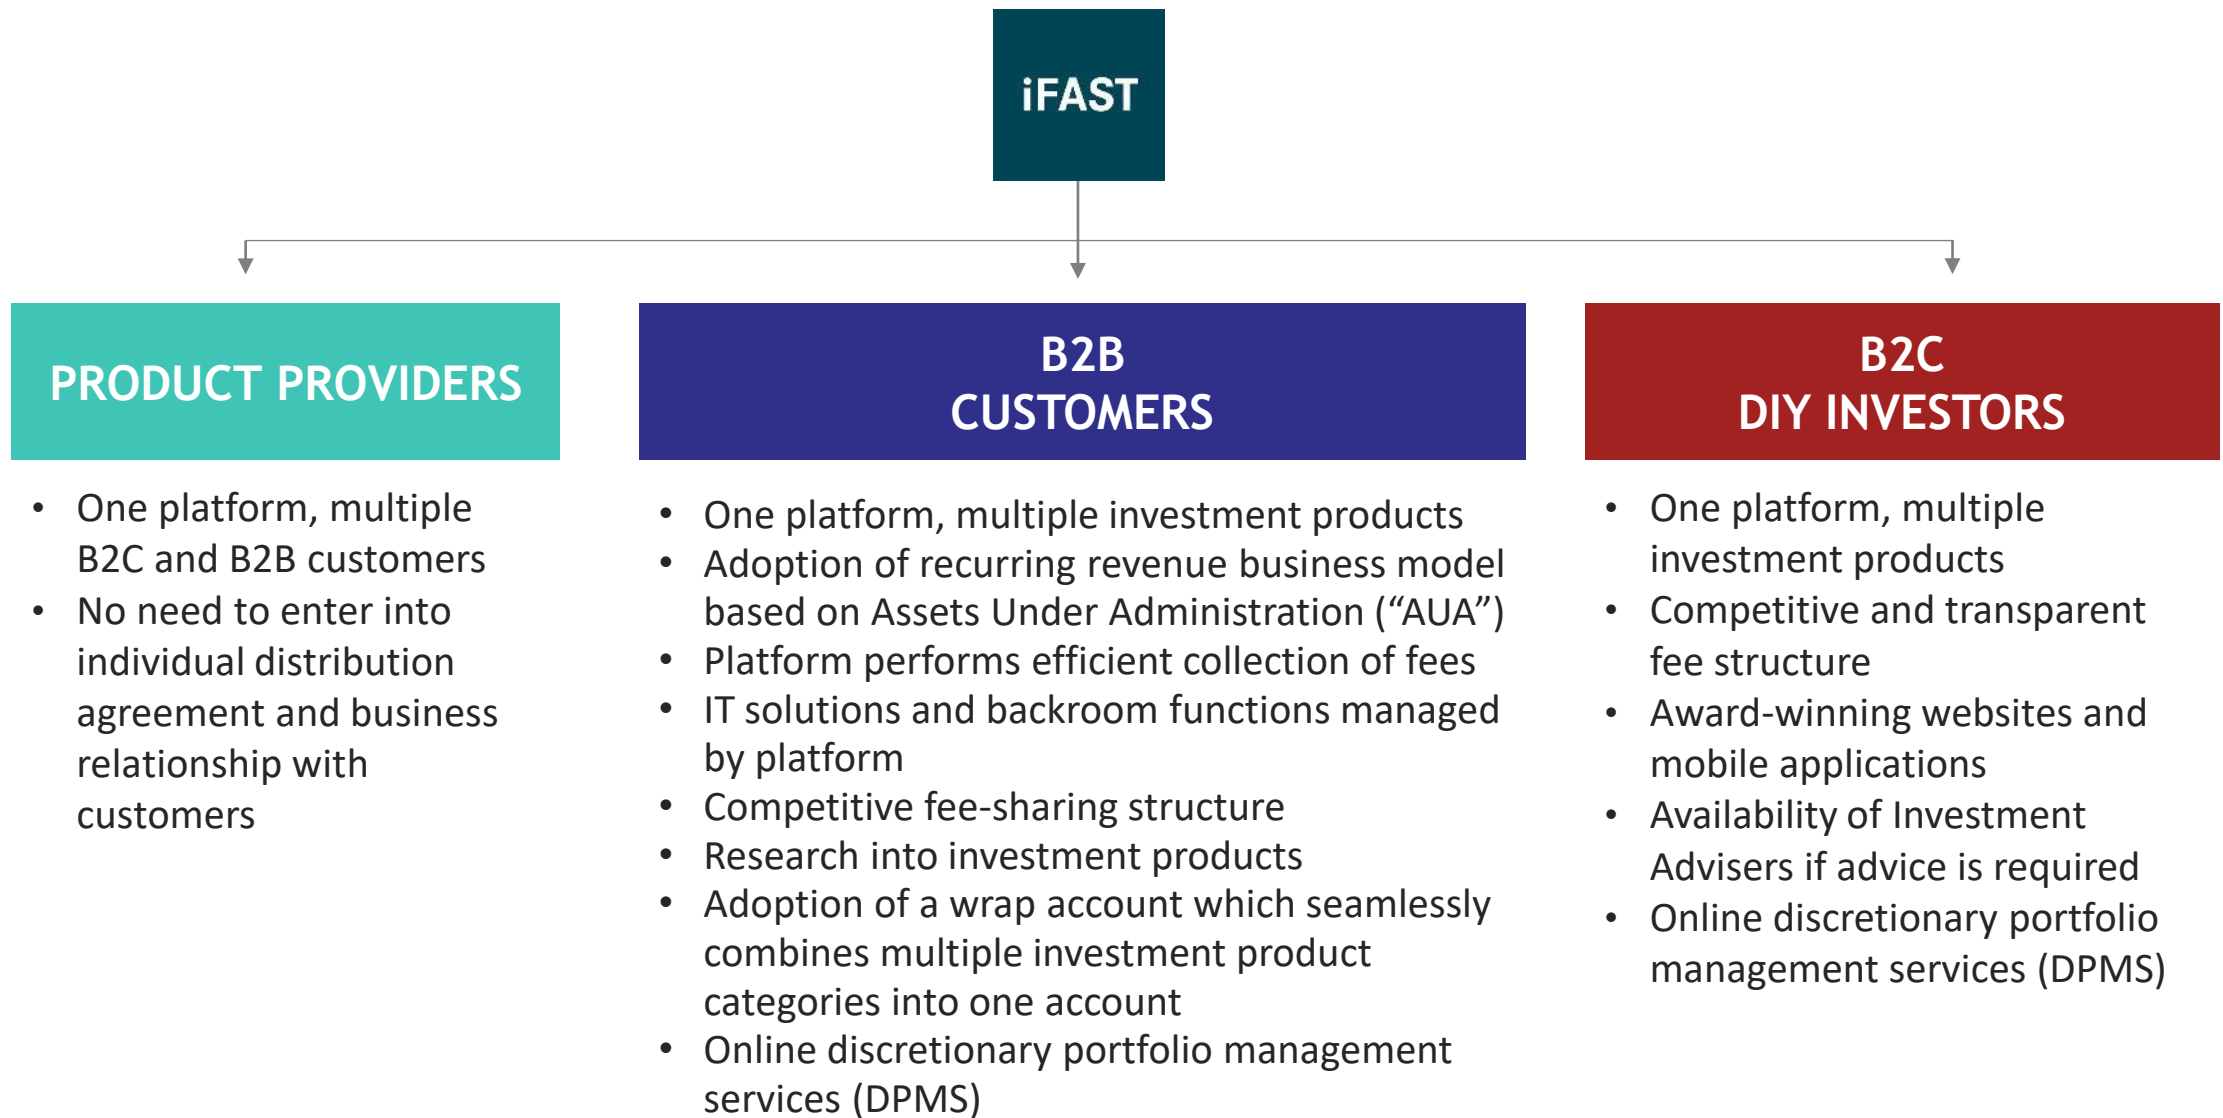 iFAST
PRODUCT PROVIDERS
• One platform, multiple
B2C and B2B customers
• No need to enter into
individual distribution
agreement and business
relationship with
customers
B2B
CUSTOMERS
• One platform, multiple investment products
• Adoption of recurring revenue business model
based on Assets Under Administration (“AUA”)
• Platform performs efficient collection of fees
• IT solutions and backroom functions managed
by platform
• Competitive fee-sharing structure
• Research into investment products
• Adoption of a wrap account which seamlessly
combines multiple investment product
categories into one account
• Online discretionary portfolio management
services (DPMS)
B2C
DIY INVESTORS
• One platform, multiple
investment products
• Competitive and transparent
fee structure
• Award-winning websites and
mobile applications
• Availability of Investment
Advisers if advice is required
• Online discretionary portfolio
management services (DPMS)